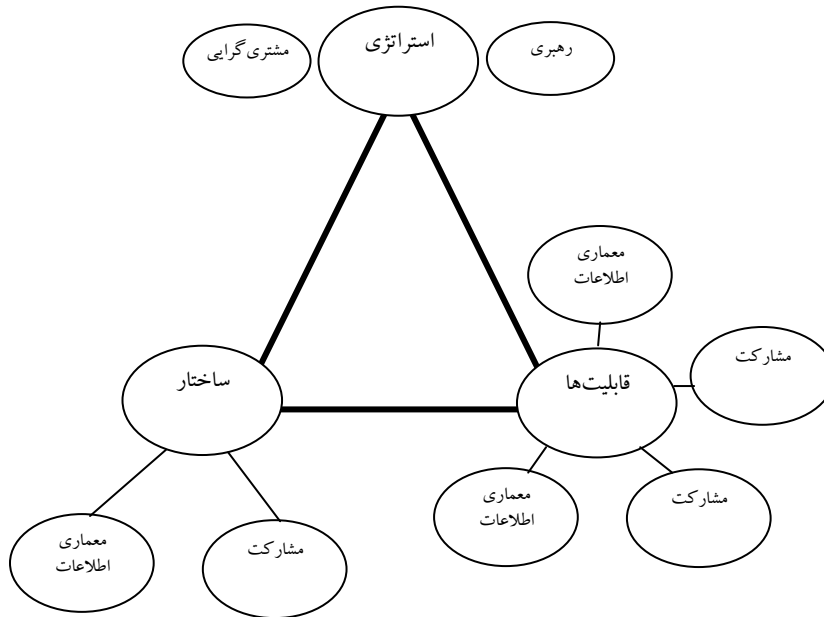 رهبری
استراتژی
مشتری‌گرایی
معماری
اطلاعات
مشارکت
قابلیت‌ها
ساختار
معماری
اطلاعات
مشارکت
معماری
اطلاعات
مشارکت